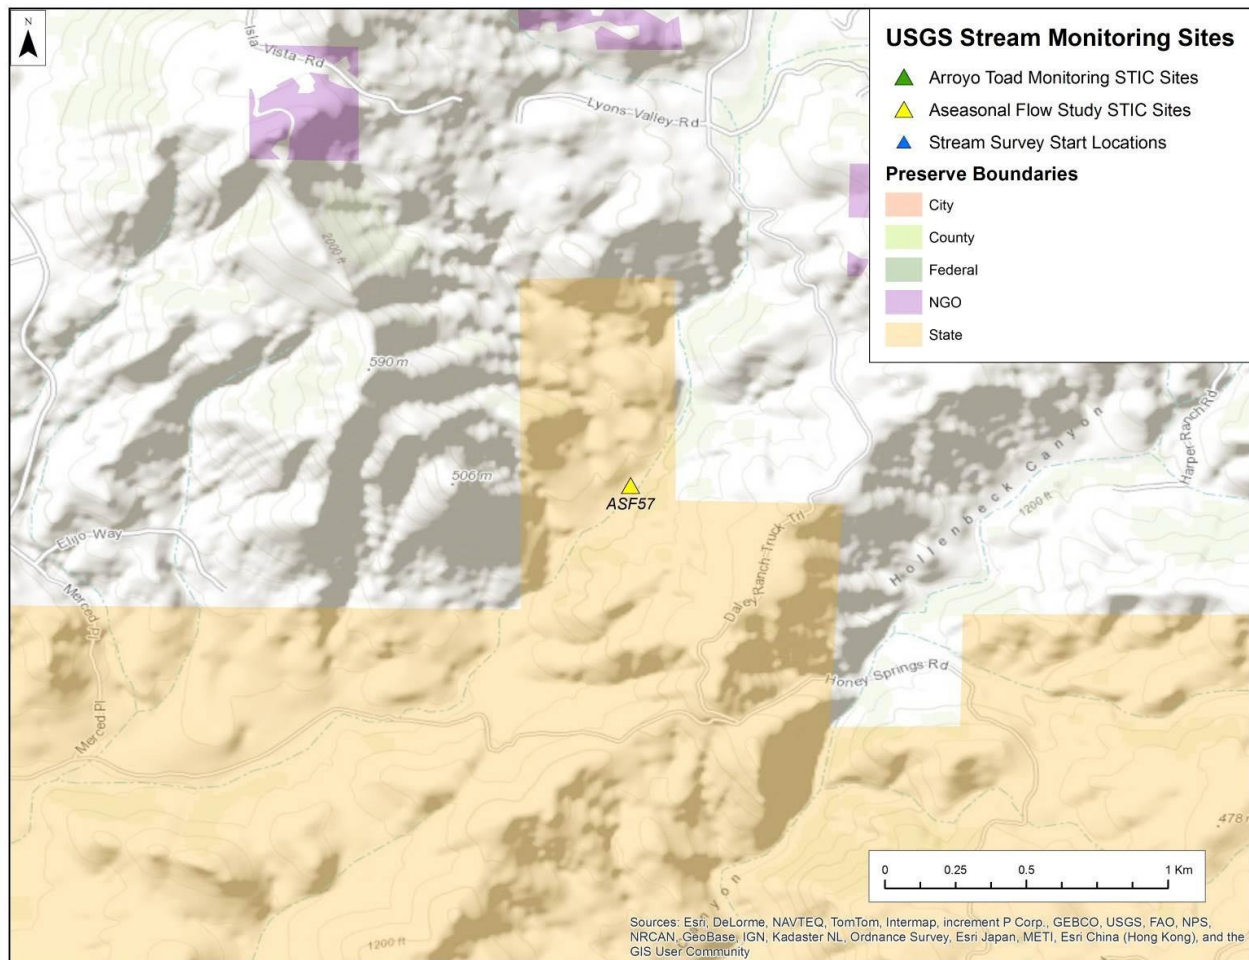 N
USGS Stream Monitoring Sites
Arroyo Toad Monitoring STIC Sites
Aseasonal Flow Study STIC Sites
Stream Survey Start Locations
Preserve Boundaries
City
County
Federal
NGO
State
Isla Vista Rd
Lyons Valley Rd
2000 ft
590 m
506 m
ASF57
Elijo Way
Merced Pl
Merced Pl
Daley Ranch Truck Trl
Hollenbeck Canyon
1200 ft
Harper Ranch Rd
Honey Springs Rd
478 m
1200 ft
Canyon
0 0.25 0.5 1 Km
Sources: Esri, DeLorme, NAVTEQ, TomTom, Intermap, increment P Corp., GEBCO, USGS, FAO, NPS,
NRCAN, GeoBase, IGN, Kadaster NL, Ordnance Survey, Esri Japan, METI, Esri China (Hong Kong), and the
GIS User Community